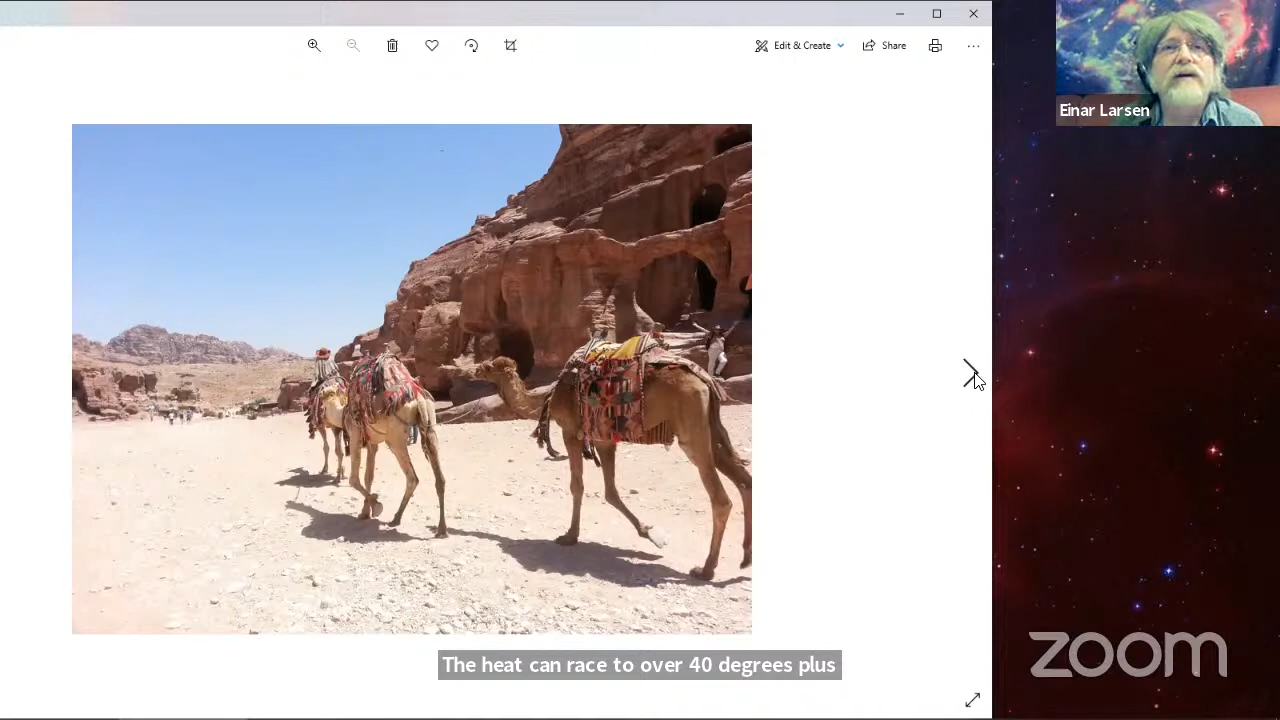 Edit & Create
Share
Einar Larsen
The heat can race to over 40 degrees plus
zoom